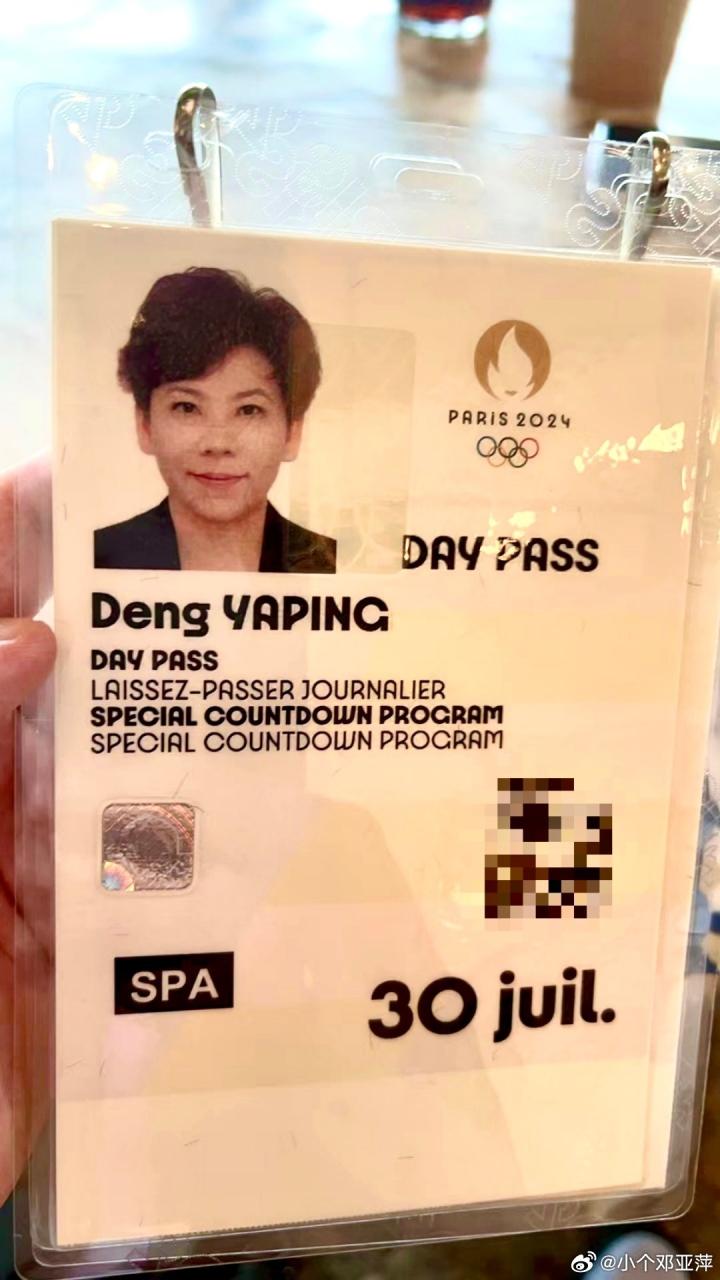 PARIS 2024
DAY PASS
Deng YAPING
DAY PASS
LAISSEZ-PASSER JOURNALIER
SPECIAL COUNTDOWN PROGRAM
SPECIAL COUNTDOWN PROGRAM
SPA
30 juil.
@小个邓亚萍